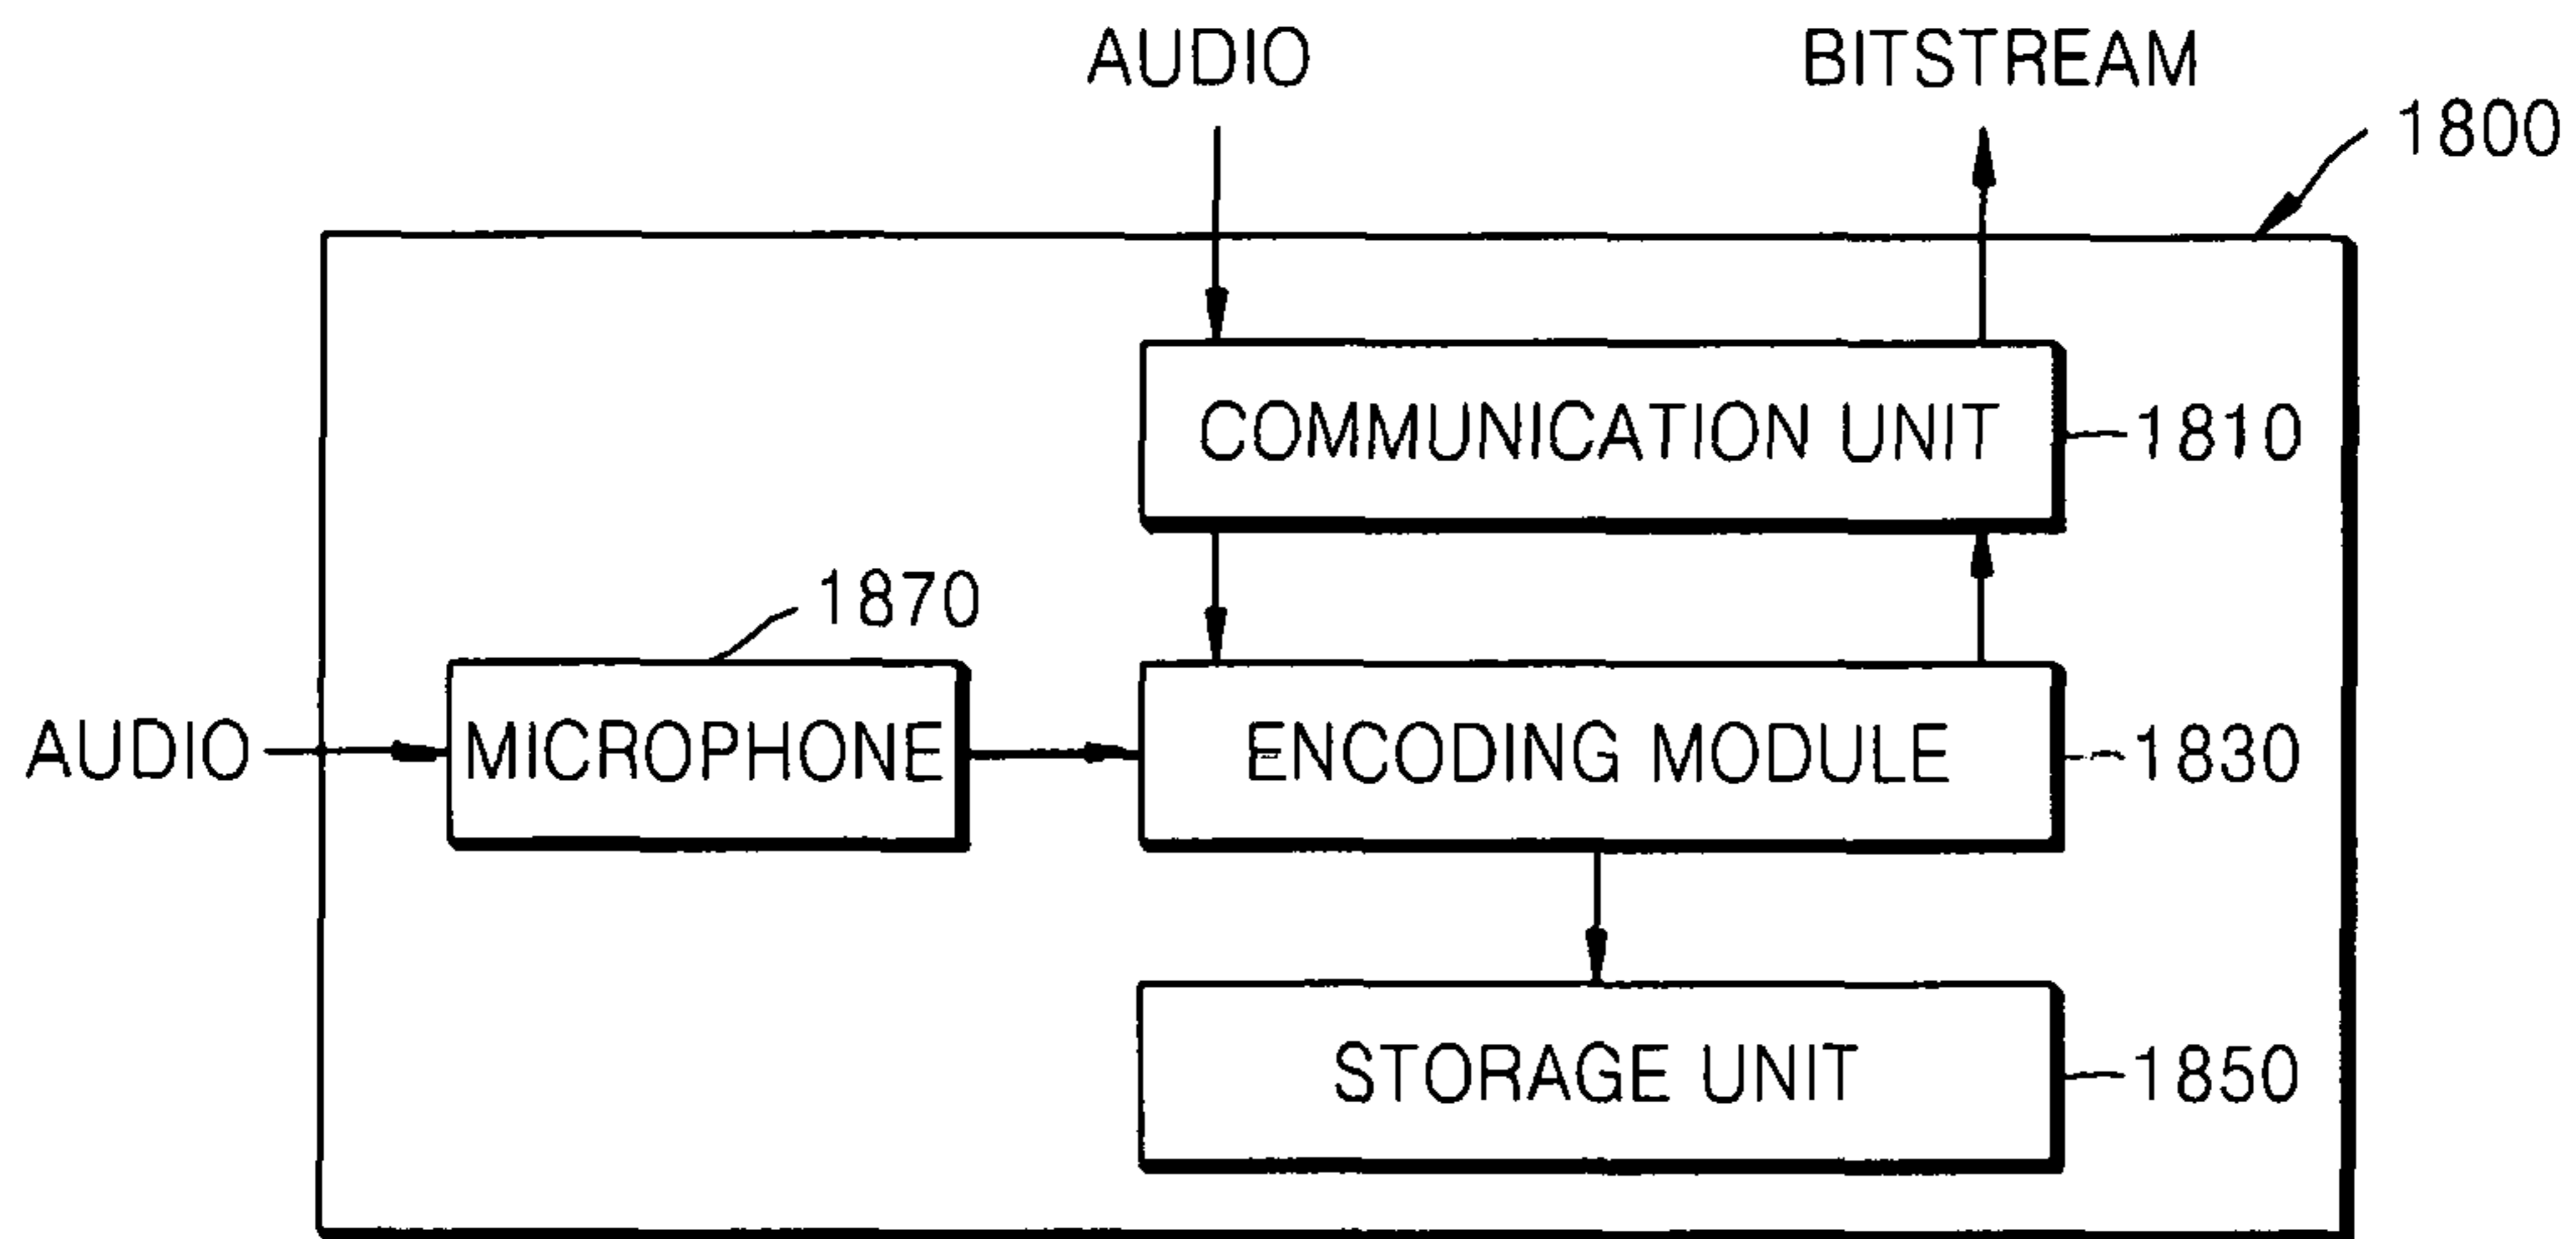 AUDIO
BITSTREAM
1800
COMMUNICATION UNIT
1810
1870
AUDIO
MICROPHONE
ENCODING MODULE
1830
STORAGE UNIT
1850